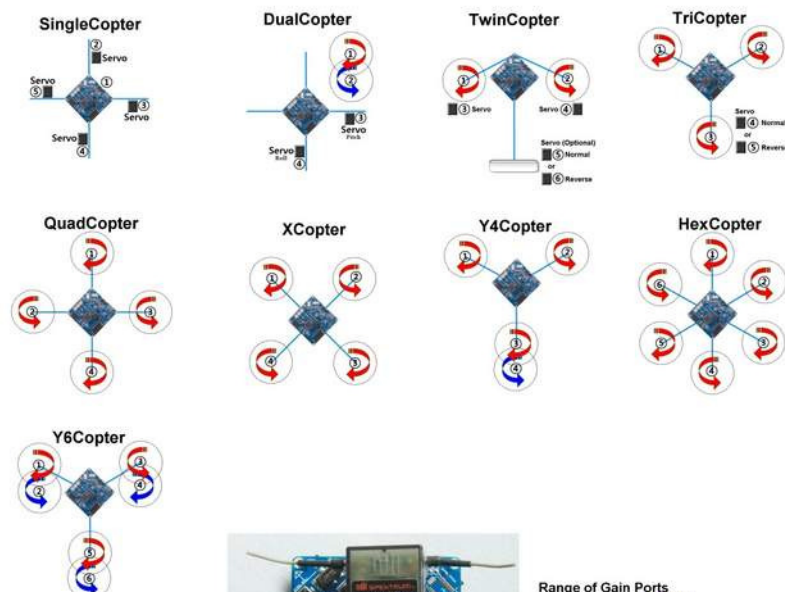 SingleCopter
②
Servo
Servo
⑤
①
③
Servo
Servo
④
DualCopter
①
②
③
Servo
Pitch
Servo
Roll
④
TwinCopter
①
②
③ Servo
Servo ④
Servo (Optional)
⑤ Normal
or
⑥ Reverse
TriCopter
①
②
③
Servo
④ Normal
or
⑤ Reverse
QuadCopter
①
②
③
④
XCopter
①
②
④
③
Y4Copter
①
②
③
④
HexCopter
①
⑥
②
⑤
③
④
Y6Copter
①
③
②
④
⑤
⑥
Range of Gain Ports